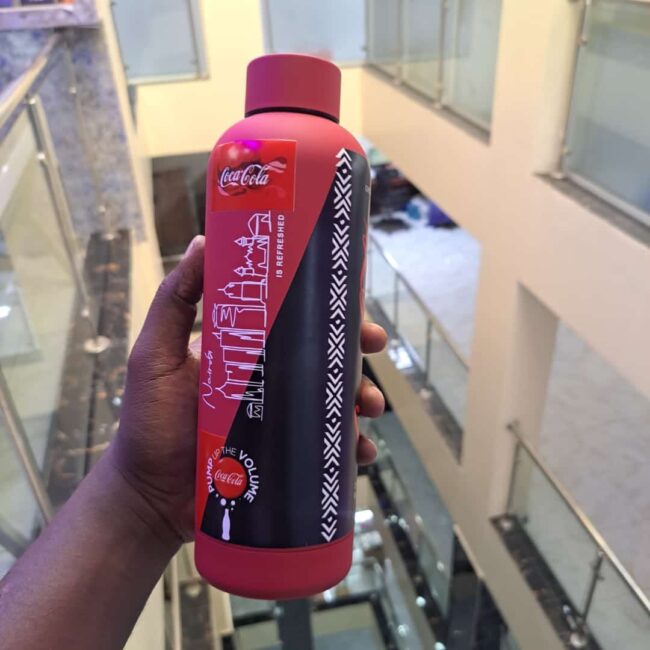 Coca-Cola
Nairobi
IS REFRESHED
PUMP UP THE VOLUME
Coca-Cola